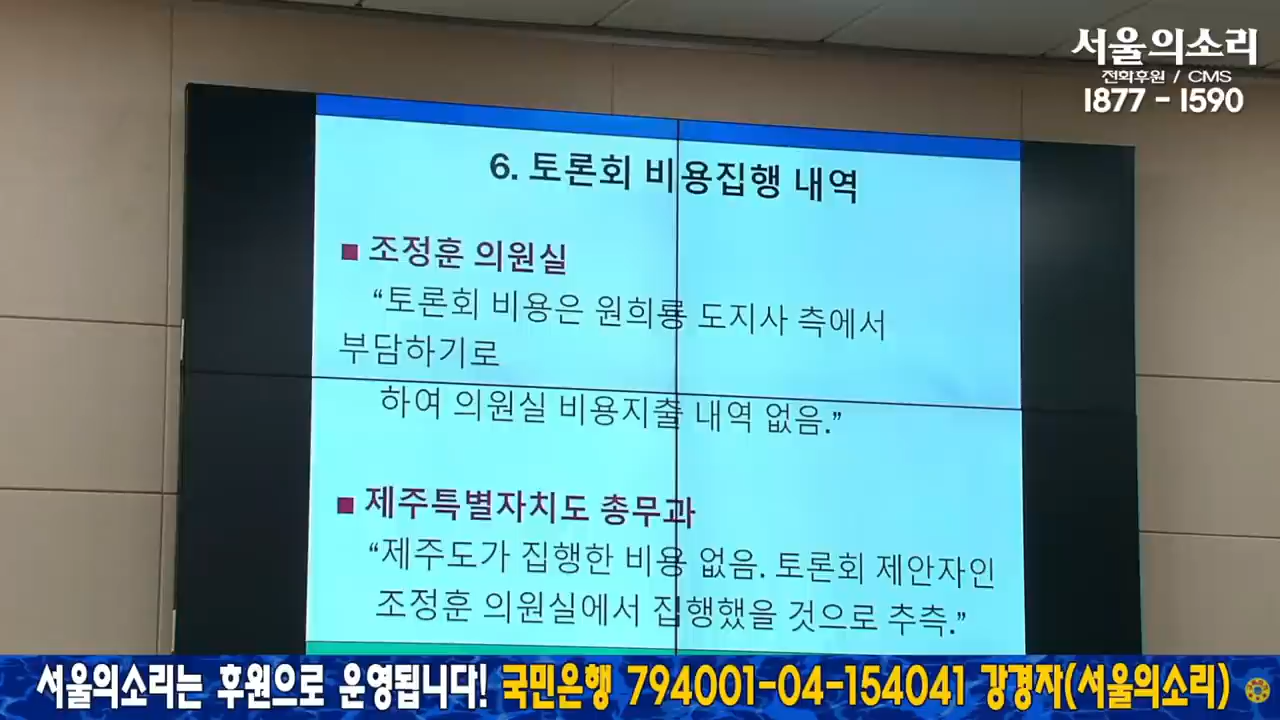 서울의소리
전화후원 / CMS
1877 - 1590
6. 토론회 비용집행 내역
■ 조정훈 의원실
“토론회 비용은 원희룡 도지사 측에서
부담하기로
하여 의원실 비용지출 내역 없음.”
■ 제주특별자치도 총무과
“제주도가 집행한 비용 없음. 토론회 제안자인
조정훈 의원실에서 집행했을 것으로 추측.”
서울의소리는 후원으로 운영됩니다! 국민은행 794001-04-154041 강경자(서울의소리)